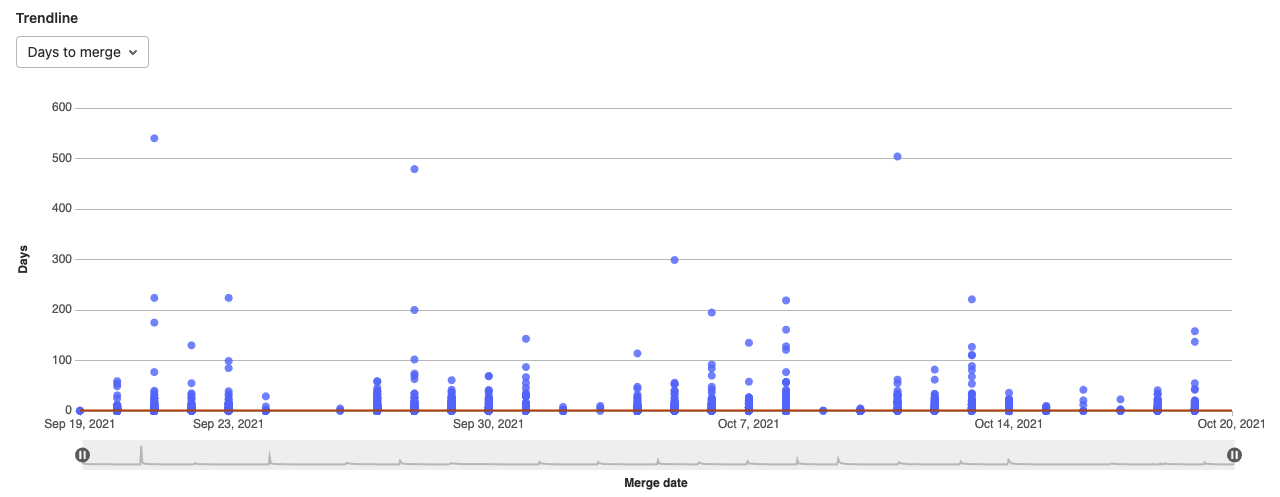 Trendline
Days to merge
600
500
400
300
200
100
0
Days
Sep 19, 2021 Sep 23, 2021 Sep 30, 2021 Oct 7, 2021 Oct 14, 2021 Oct 20, 2021
Merge date